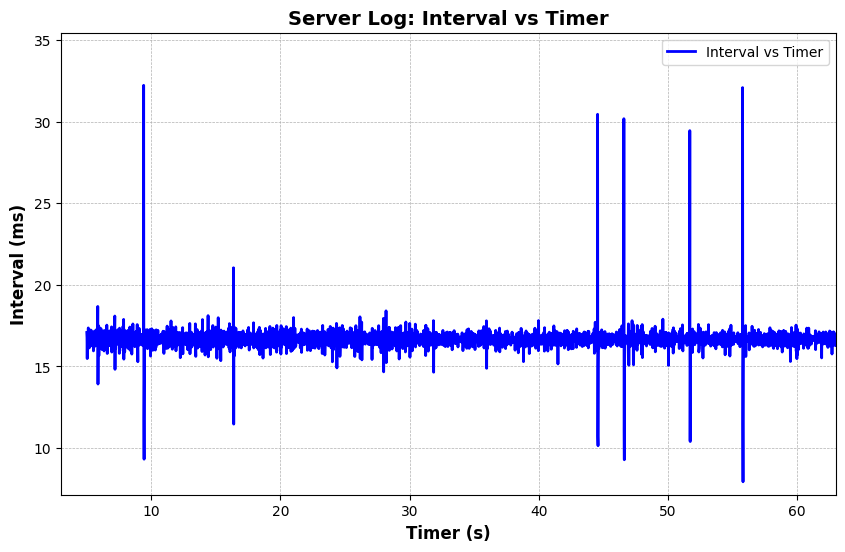 Server Log: Interval vs Timer
Interval vs Timer
35
30
25
20
15
10
Interval (ms)
10 20 30 40 50 60
Timer (s)